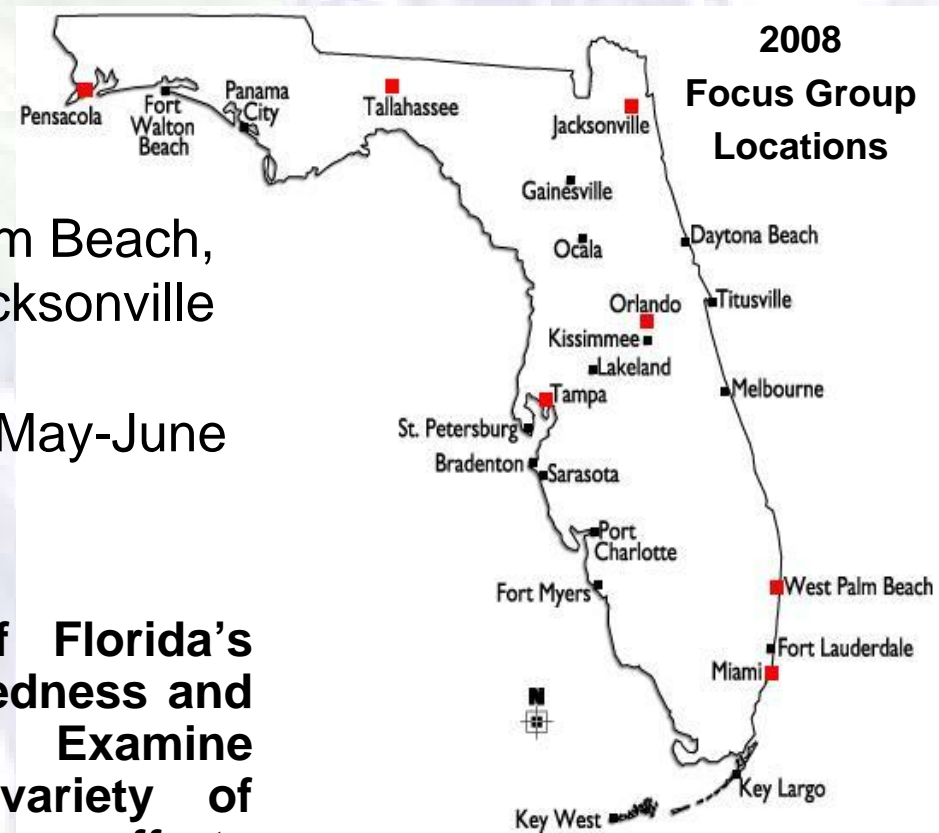 2008
Focus Group
Locations
Pensacola
Fort
Walton
Beach
Panama
City
Tallahassee
Jacksonville
Gainesville
Ocala
Daytona Beach
Orlando
Titusville
Kissimmee
Lakeland
Melbourne
Tampa
St. Petersburg
Bradenton
Sarasota
Port
Charlotte
Fort Myers
West Palm Beach
Fort Lauderdale
Miami
N
Key Largo
Key West
m Beach,
cksonville
May-June
f Florida's
edness and
Examine
variety of